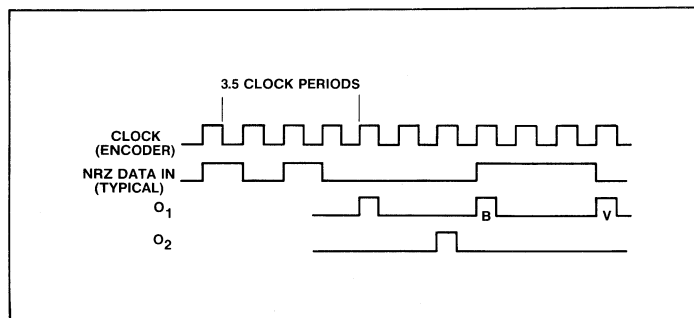 3.5 CLOCK PERIODS
CLOCK
(ENCODER)
NRZ DATA IN
(TYPICAL)
O1
B
V
O2